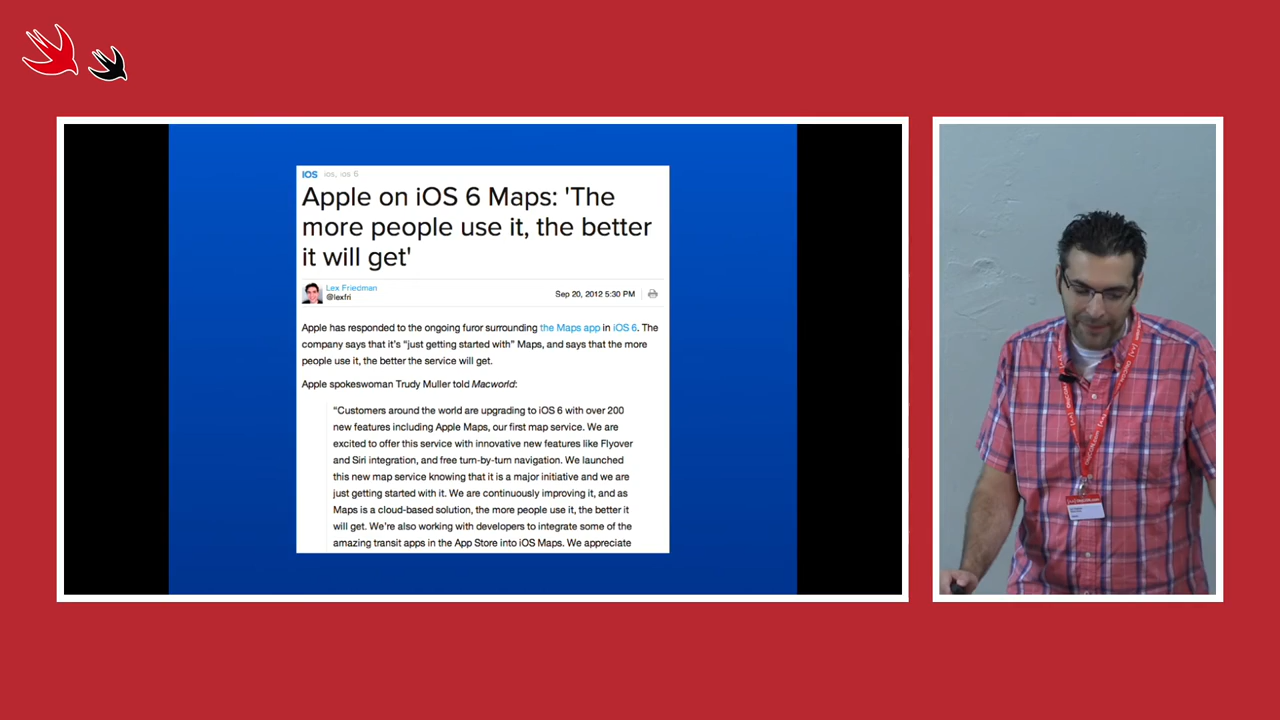 iOS ios, ios 6
Apple on iOS 6 Maps: 'The
more people use it, the better
it will get'
Lex Friedman
@lexfri
Sep 20, 2012 5:30 PM
Apple has responded to the ongoing furor surrounding the Maps app in iOS 6. The
company says that it's “just getting started with” Maps, and says that the more
people use it, the better the service will get.
Apple spokeswoman Trudy Muller told Macworld:
“Customers around the world are upgrading to iOS 6 with over 200
new features including Apple Maps, our first map service. We are
excited to offer this service with innovative new features like Flyover
and Siri integration, and free turn-by-turn navigation. We launched
this new map service knowing that it is a major initiative and we are
just getting started with it. We are continuously improving it, and as
Maps is a cloud-based solution, the more people use it, the better it
will get. We're also working with developers to integrate some of the
amazing transit apps in the App Store into iOS Maps. We appreciate